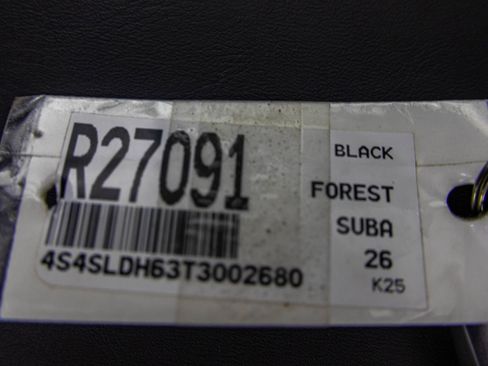 R27091
4S4SLDH63T3002680
BLACK
FOREST
SUBA
26
K25